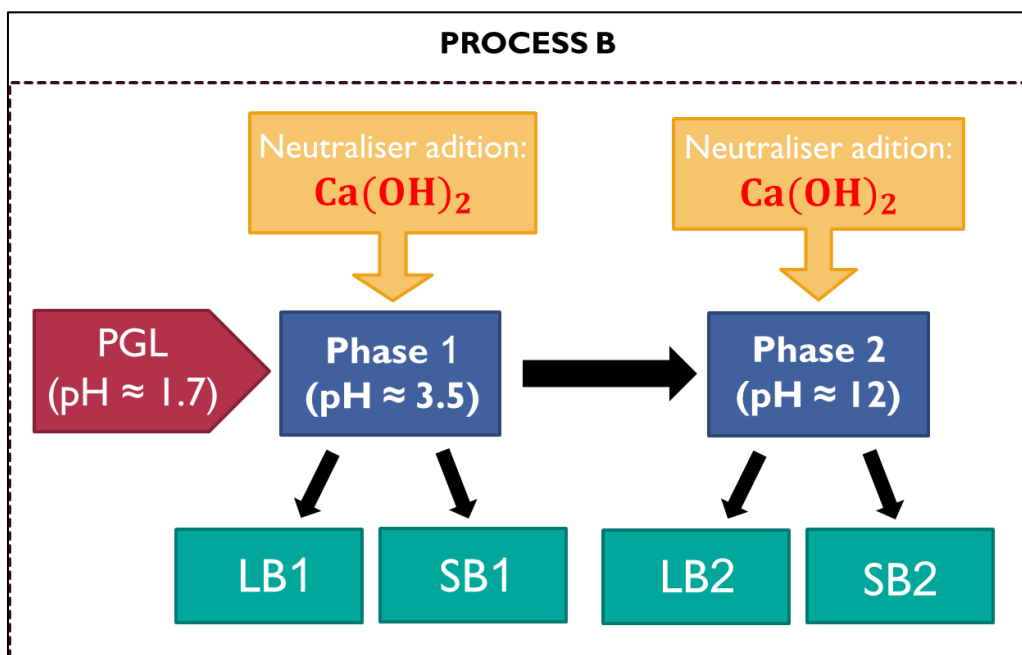 PROCESS B
Neutraliser adition:
Ca(OH)₂
Neutraliser adition:
Ca(OH)₂
PGL
(pH ≈ 1.7)
Phase 1
(pH ≈ 3.5)
Phase 2
(pH ≈ 12)
LB1
SB1
LB2
SB2